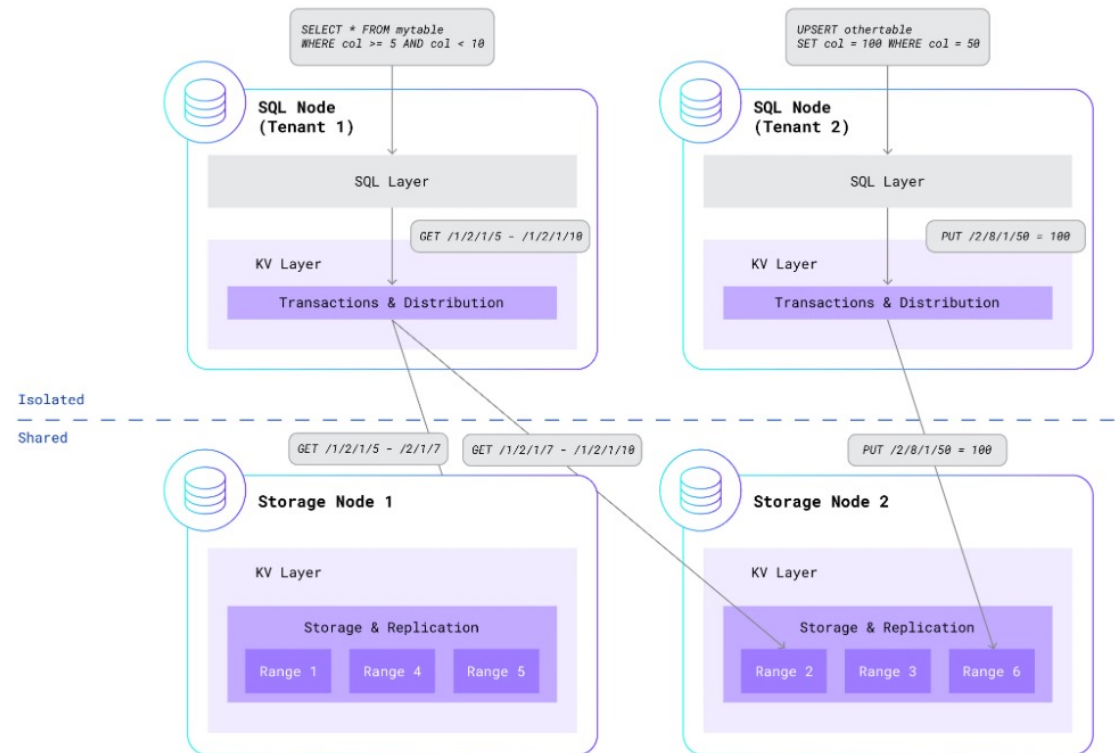 SELECT * FROM mytable
WHERE col >= 5 AND col < 10
UPSERT othertable
SET col = 100 WHERE col = 50
SQL Node
(Tenant 1)
SQL Node
(Tenant 2)
SQL Layer
SQL Layer
GET /1/2/1/5 - /1/2/1/10
PUT /2/8/1/50 = 100
KV Layer
KV Layer
Transactions & Distribution
Transactions & Distribution
Isolated
Shared
GET /1/2/1/5 - /2/1/7
GET /1/2/1/7 - /1/2/1/10
PUT /2/8/1/50 = 100
Storage Node 1
Storage Node 2
KV Layer
KV Layer
Storage & Replication
Storage & Replication
Range 1
Range 4
Range 5
Range 2
Range 3
Range 6